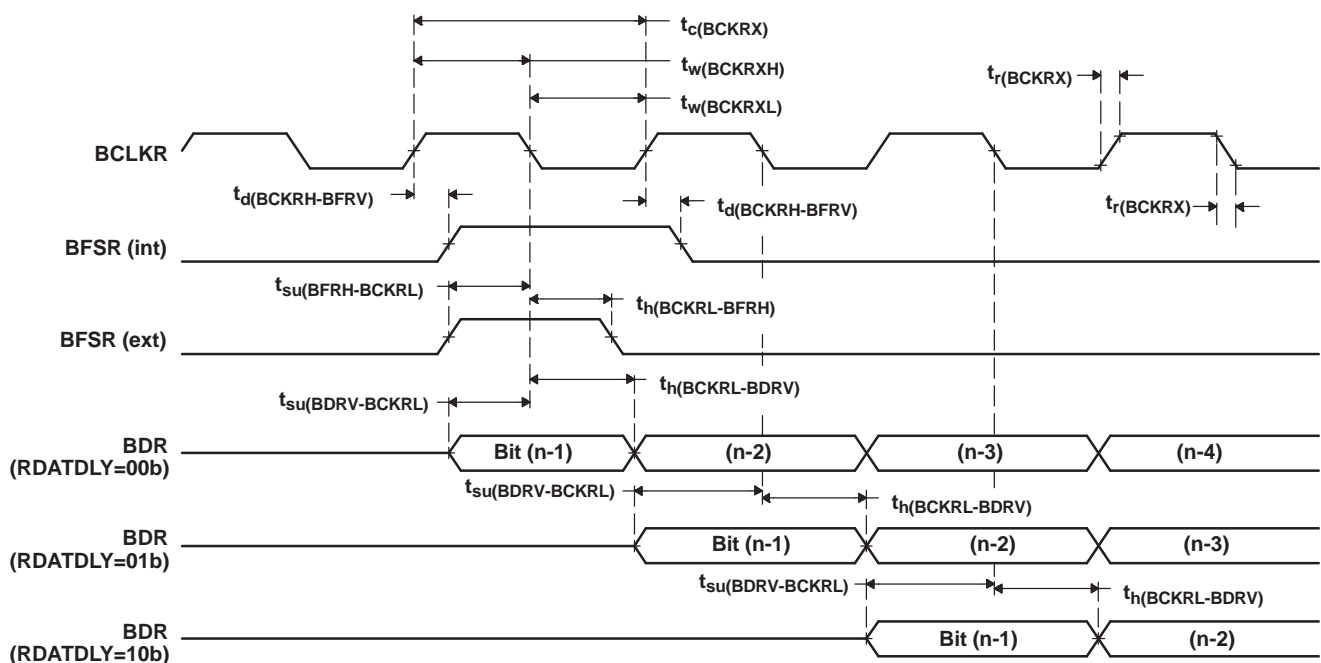 tc(BCKRX)
tw(BCKRXH)
tr(BCKRX)
tw(BCKRXL)
BCLKR
td(BCKRH-BFRV)
td(BCKRH-BFRV)
tr(BCKRX)
BFSR (int)
tsu(BFRH-BCKRL)
th(BCKRL-BFRH)
BFSR (ext)
th(BCKRL-BDRV)
tsu(BDRV-BCKRL)
BDR
(RDATDLY=00b)
Bit (n-1)
(n-2)
(n-3)
(n-4)
tsu(BDRV-BCKRL)
th(BCKRL-BDRV)
BDR
(RDATDLY=01b)
Bit (n-1)
(n-2)
(n-3)
tsu(BDRV-BCKRL)
th(BCKRL-BDRV)
BDR
(RDATDLY=10b)
Bit (n-1)
(n-2)